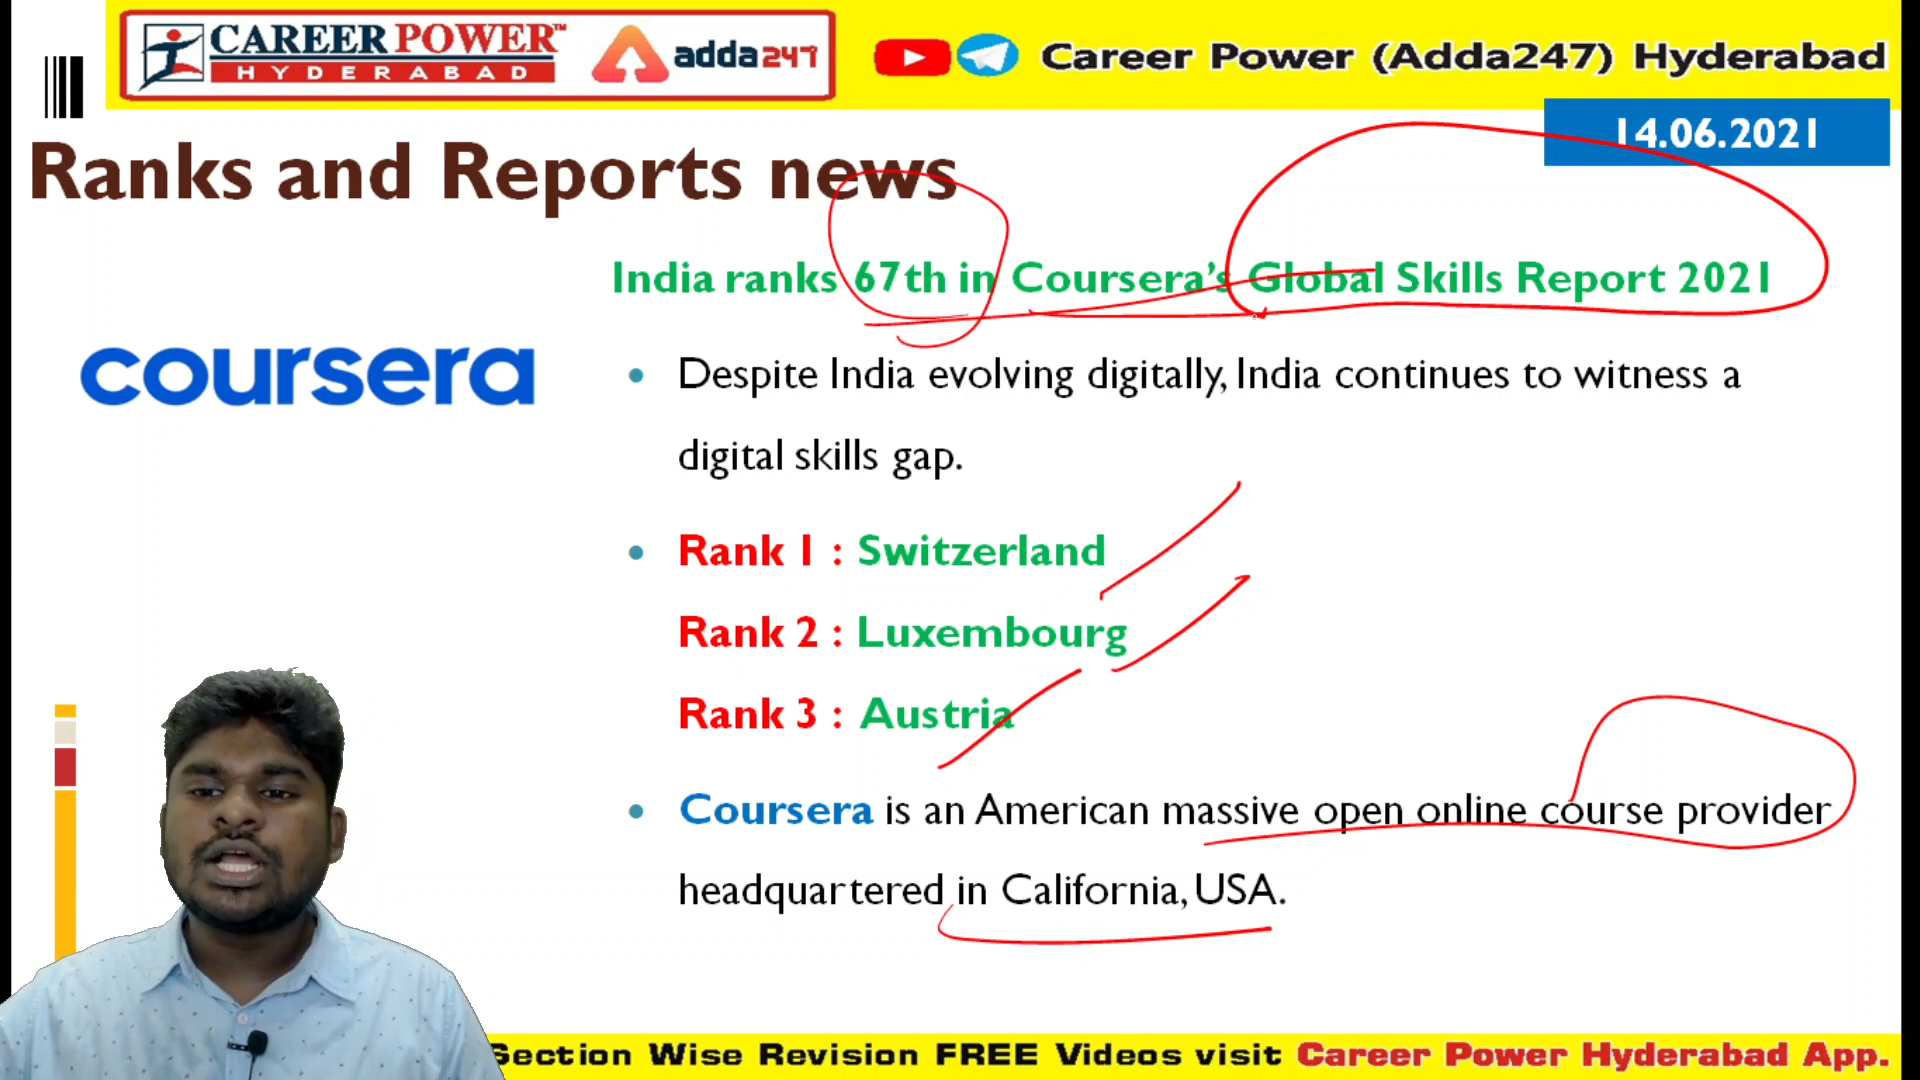 CAREER POWER™
HYDERABAD
adda247
Career Power (Adda247) Hyderabad
14.06.2021
Ranks and Reports news
India ranks 67th in Coursera's Global Skills Report 2021
coursera
• Despite India evolving digitally, India continues to witness a
digital skills gap.
• Rank 1 : Switzerland
Rank 2 : Luxembourg
Rank 3 : Austria
• Coursera is an American massive open online course provider
headquartered in California, USA.
Section Wise Revision FREE Videos visit Career Power Hyderabad App.